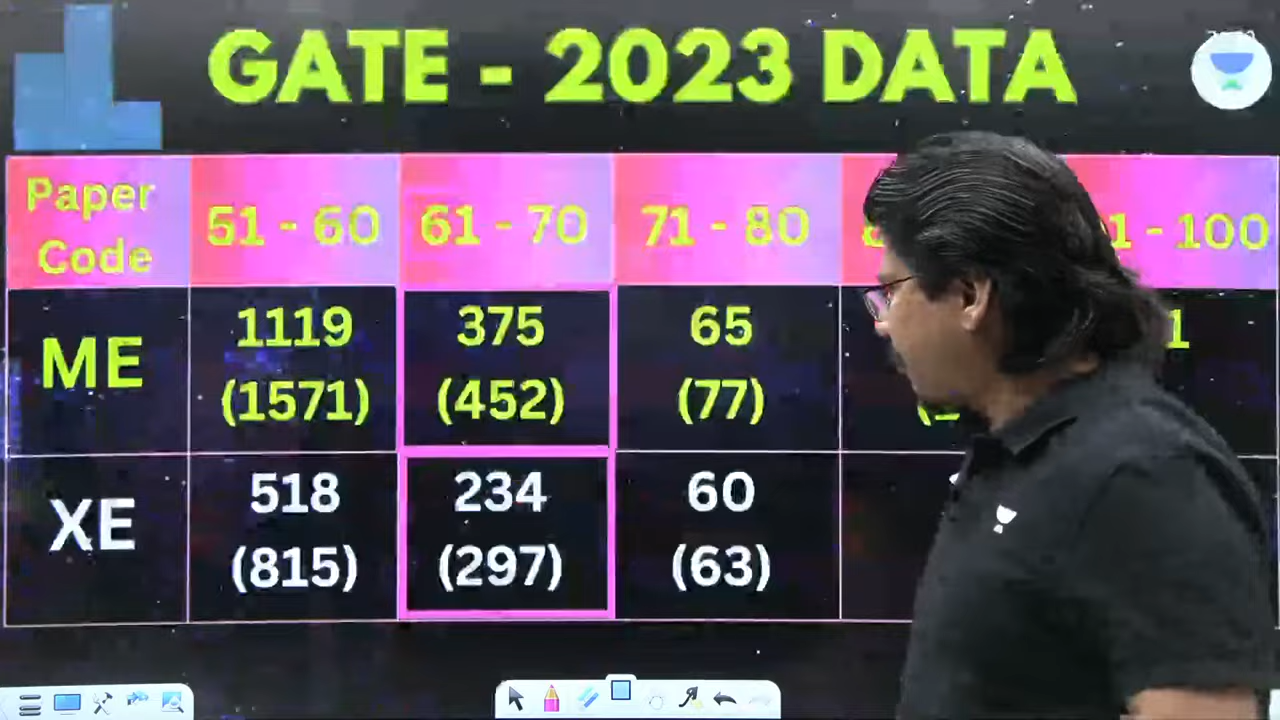 GATE - 2023 DATA
Paper Code
51 - 60
61 - 70
71 - 80
1 - 100
ME
1119
375
65
1
(1571)
(452)
(77)
XE
518
234
60
(815)
(297)
(63)